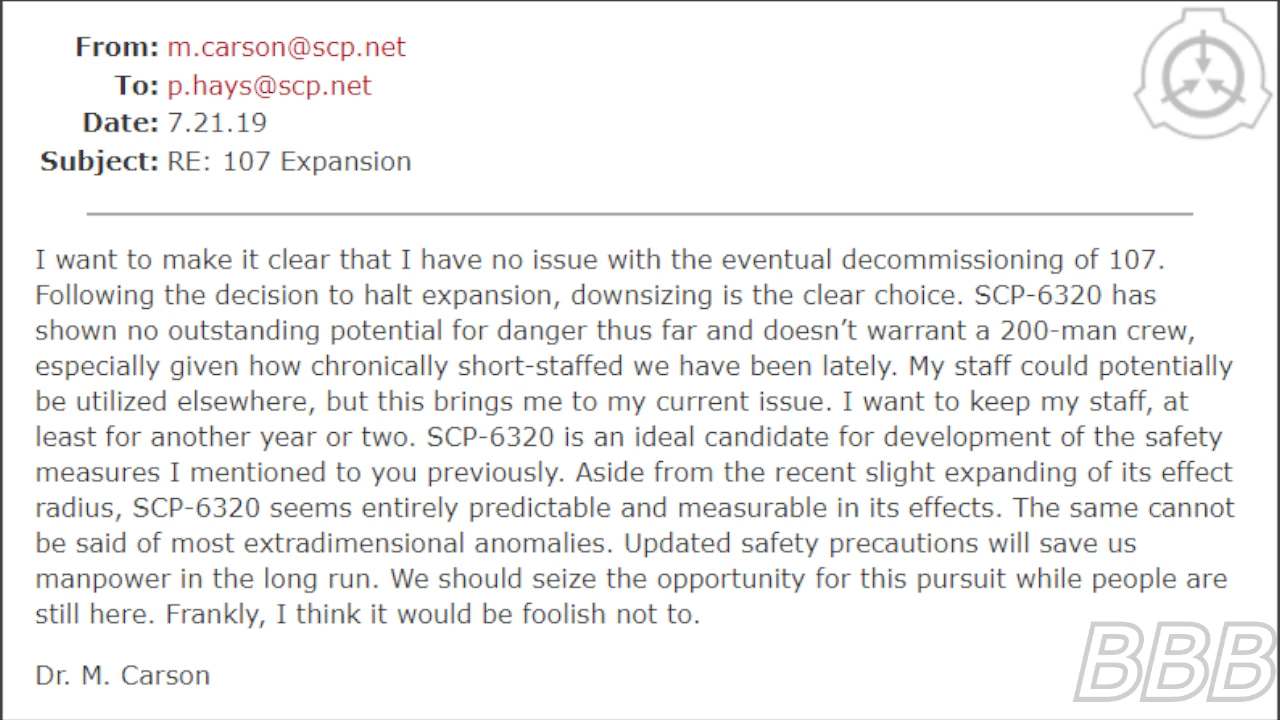 From: m.carson@scp.net
To: p.hays@scp.net
Date: 7.21.19
Subject: RE: 107 Expansion
I want to make it clear that I have no issue with the eventual decommissioning of 107.
Following the decision to halt expansion, downsizing is the clear choice. SCP-6320 has
shown no outstanding potential for danger thus far and doesn’t warrant a 200-man crew,
especially given how chronically short-staffed we have been lately. My staff could potentially
be utilized elsewhere, but this brings me to my current issue. I want to keep my staff, at
least for another year or two. SCP-6320 is an ideal candidate for development of the safety
measures I mentioned to you previously. Aside from the recent slight expanding of its effect
radius, SCP-6320 seems entirely predictable and measurable in its effects. The same cannot
be said of most extradimensional anomalies. Updated safety precautions will save us
manpower in the long run. We should seize the opportunity for this pursuit while people are
still here. Frankly, I think it would be foolish not to.
Dr. M. Carson
BBB